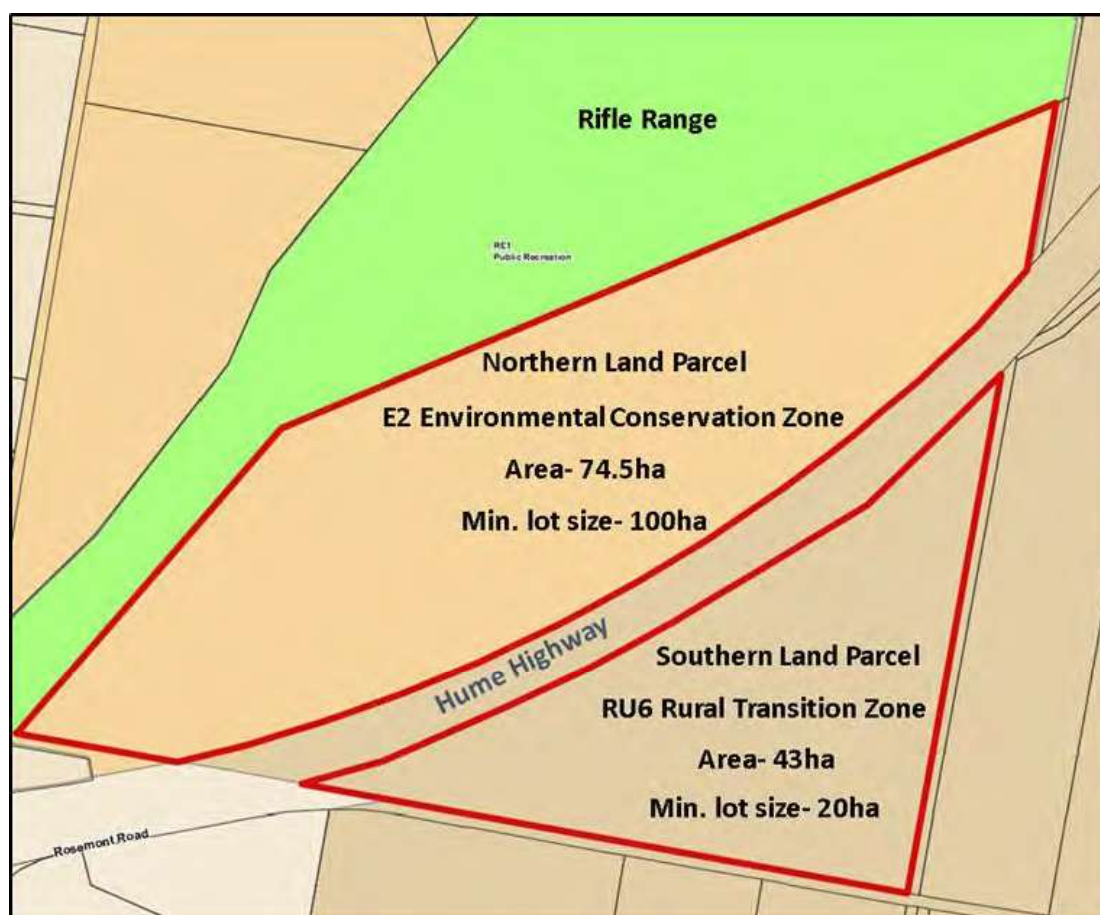 Rifle Range
RE1
Public Recreation
Northern Land Parcel
E2 Environmental Conservation Zone
Area- 74.5ha
Min. lot size- 100ha
Hume Highway
Southern Land Parcel
RU6 Rural Transition Zone
Area- 43ha
Min. lot size- 20ha
Rosemont Road